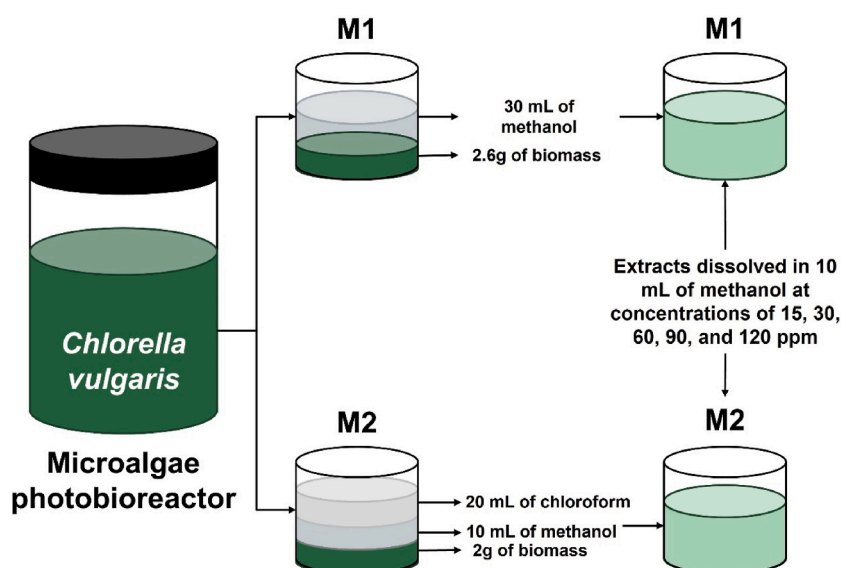 M1
M1
30 mL of
methanol
2.6g of biomass
Chlorella
vulgaris
Microalgae
photobioreactor
Extracts dissolved in 10
mL of methanol at
concentrations of 15, 30,
60, 90, and 120 ppm
M2
M2
20 mL of chloroform
10 mL of methanol
2g of biomass